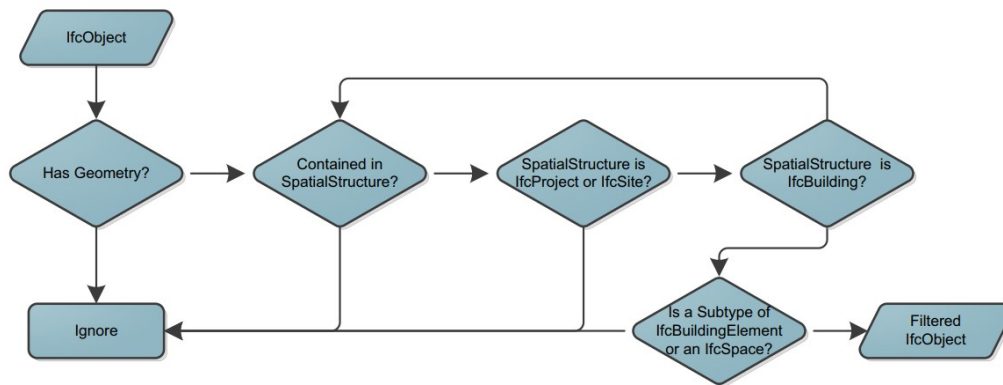 IfcObject
Has Geometry?
Contained in
SpatialStructure?
SpatialStructure is
IfcProject or IfcSite?
SpatialStructure is
IfcBuilding?
Ignore
Is a Subtype of
IfcBuildingElement
or an IfcSpace?
Filtered
IfcObject